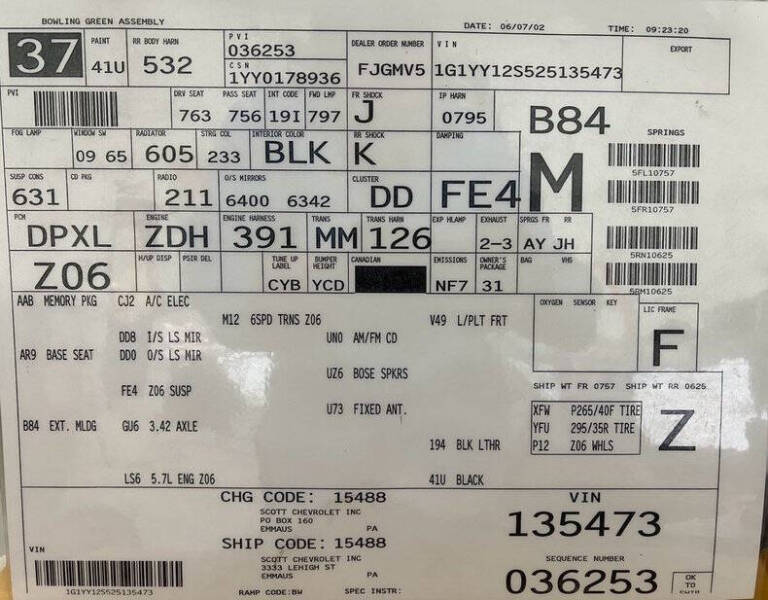 BOWLING GREEN ASSEMBLY
DATE: 06/07/02 TIME: 09:23:20
37
PAINT
41U
RR BODY HARN
532
PVI
036253
CSN
1YY0178936
DEALER ORDER NUMBER
FJGMV5
VIN
1G1YY12S525135473
EXPORT
PVI
DRV SEAT
763
PASS SEAT
756
INT CODE
19I
FWD LMP
797
FR SHOCK
J
IP HARN
0795
B84
SPRINGS
FOG LAMP
WINDOW SW
09 65
RADIATOR
605
STRG COL
233
INTERIOR COLOR
BLK
RR SHOCK
K
DAMPING
M
5FL10757
SUSP CONS
631
CD PKG
RADIO
211
O/S MIRRORS
6400 6342
CLUSTER
DD
FE4
5FR10757
PCM
DPXL
ENGINE
ZDH
ENGINE HARNESS
391
TRANS
MM
TRANS HARN
126
EXP HLAMP
EXHAUST
2-3
SPRGS FR RR
AY JH
5RN10625
Z06
H/UP DISP
PSIR DEL
TUNE UP LABEL
CYB
BUMPER HEIGHT
YCD
CANADIAN
EMISSIONS
NF7
OWNER'S PACKAGE
31
BAG
VHS
5RM10625
AAB MEMORY PKG CJ2 A/C ELEC
M12 6SPD TRNS Z06
V49 L/PLT FRT
OXYGEN SENSOR KEY
LIC FRAME
F
DD8 I/S LS MIR
UN0 AM/FM CD
AR9 BASE SEAT DD0 O/S LS MIR
UZ6 BOSE SPKRS
FE4 Z06 SUSP
SHIP WT FR 0757 SHIP WT RR 0625
U73 FIXED ANT.
XFW P265/40F TIRE
YFU 295/35R TIRE
P12 Z06 WHLS
Z
B84 EXT. MLDG GU6 3.42 AXLE
194 BLK LTHR
LS6 5.7L ENG Z06
41U BLACK
CHG CODE: 15488
SCOTT CHEVROLET INC
PO BOX 160
EMMAUS PA
VIN
135473
SHIP CODE: 15488
SCOTT CHEVROLET INC
3333 LEHIGH ST
EMMAUS PA
SEQUENCE NUMBER
036253
VIN
1G1YY12S525135473
RAMP CODE:BW SPEC INSTR:
OK
TO